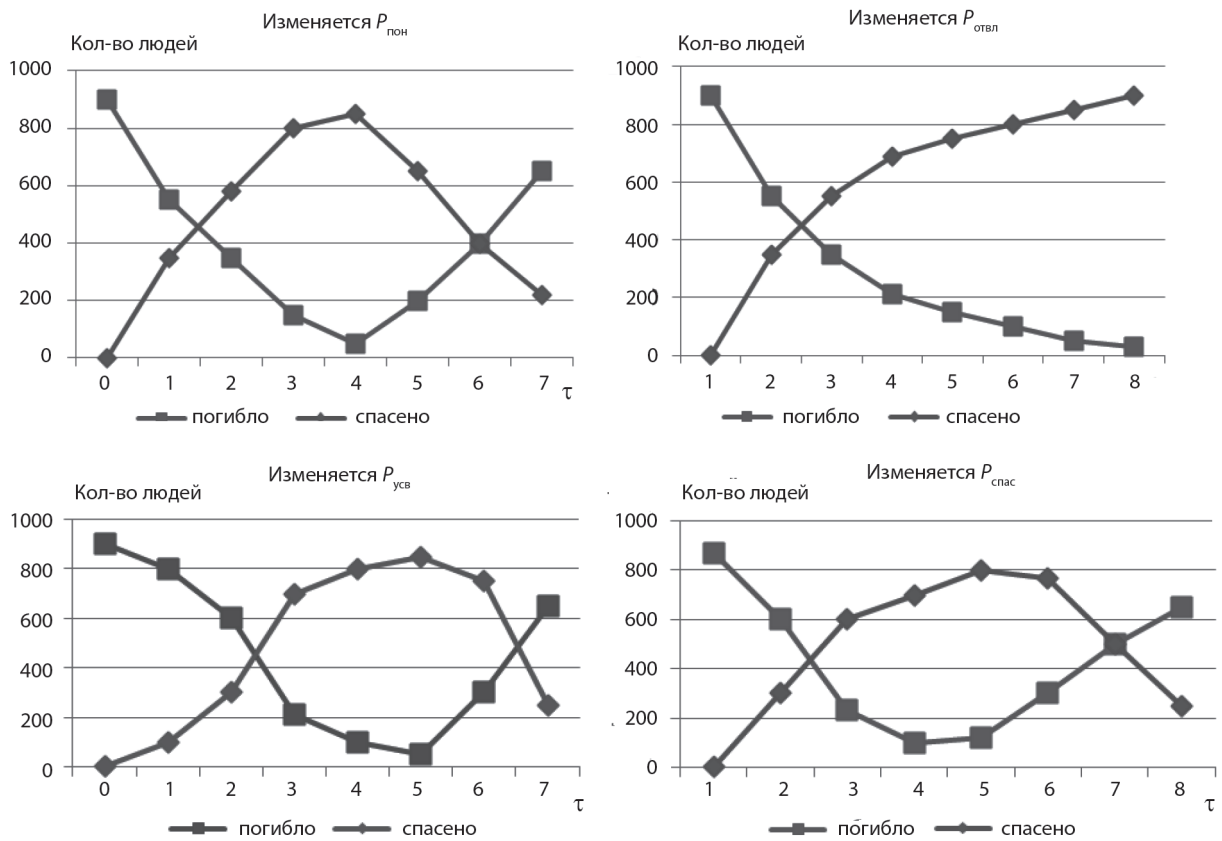 Изменяется Pпон
Кол-во людей
1000
800
600
400
200
0
0 1 2 3 4 5 6 7 τ
погибло спасено
Изменяется Pотвл
Кол-во людей
1000
800
600
400
200
0
1 2 3 4 5 6 7 8
погибло спасено
Изменяется Pусв
Кол-во людей
1000
800
600
400
200
0
0 1 2 3 4 5 6 7 τ
погибло спасено
Изменяется Pспас
Кол-во людей
1000
800
600
400
200
0
1 2 3 4 5 6 7 8 τ
погибло спасено